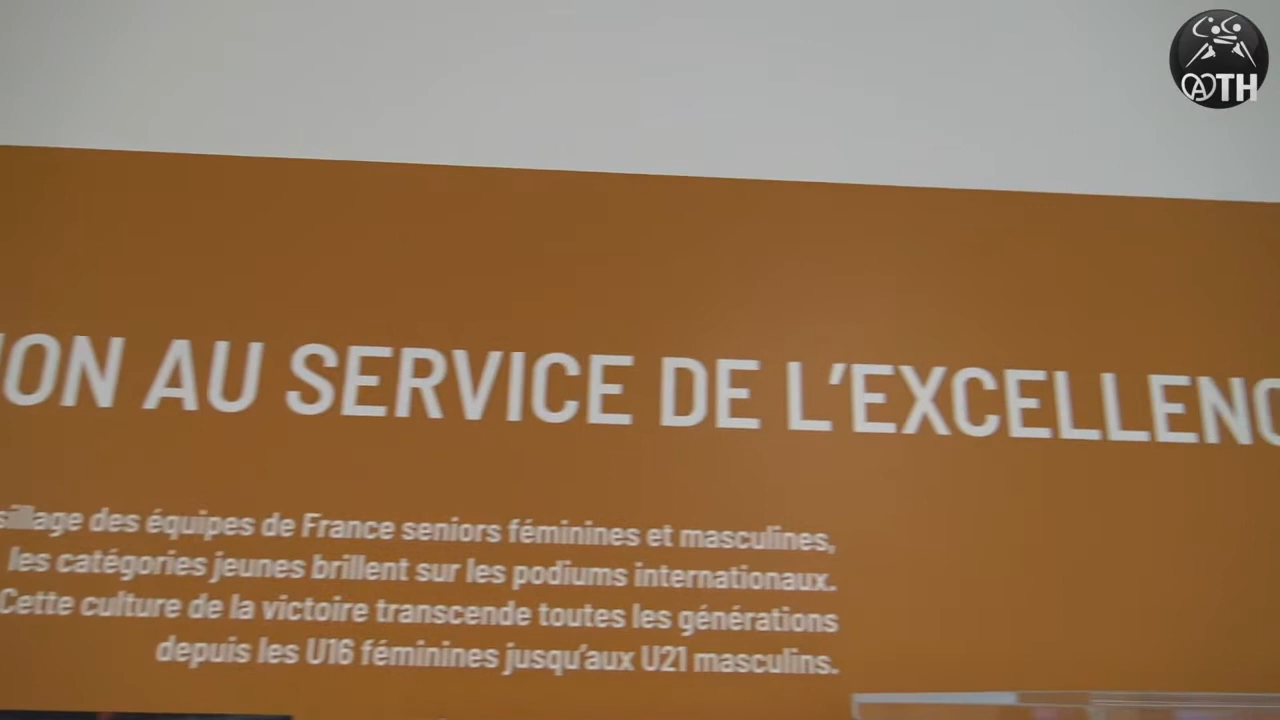 ATH
ION AU SERVICE DE L'EXCELLENC
sillage des équipes de France seniors féminines et masculines,
les catégories jeunes brillent sur les podiums internationaux.
Cette culture de la victoire transcende toutes les générations
depuis les U16 féminines jusqu'aux U21 masculins.